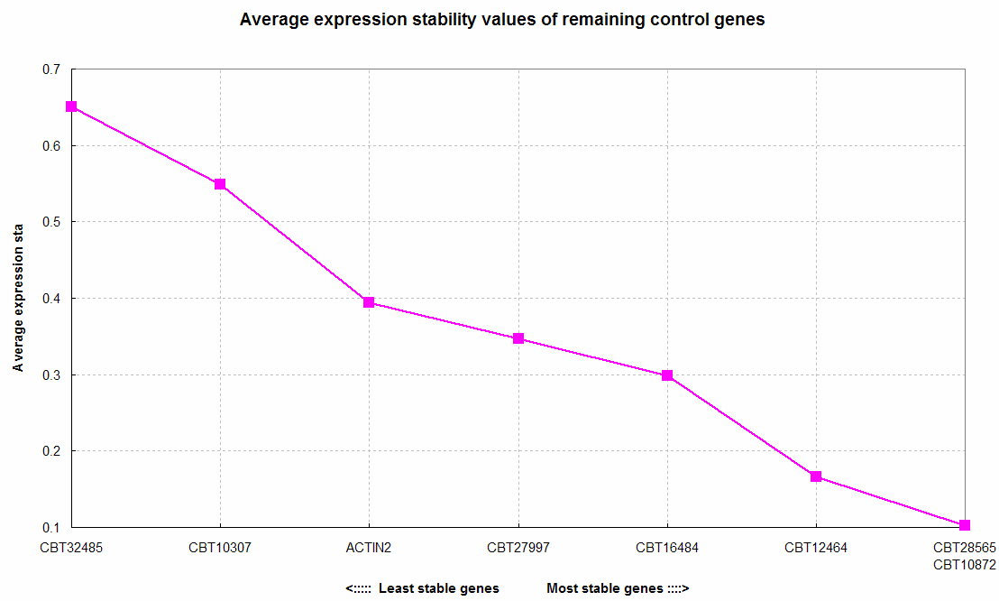 Average expression stability values of remaining control genes
Average expression sta
0.7
0.6
0.5
0.4
0.3
0.2
0.1
CBT32485 CBT10307 ACTIN2 CBT27997 CBT16484 CBT12464 CBT28565
CBT10872
<::::: Least stable genes Most stable genes ::::>